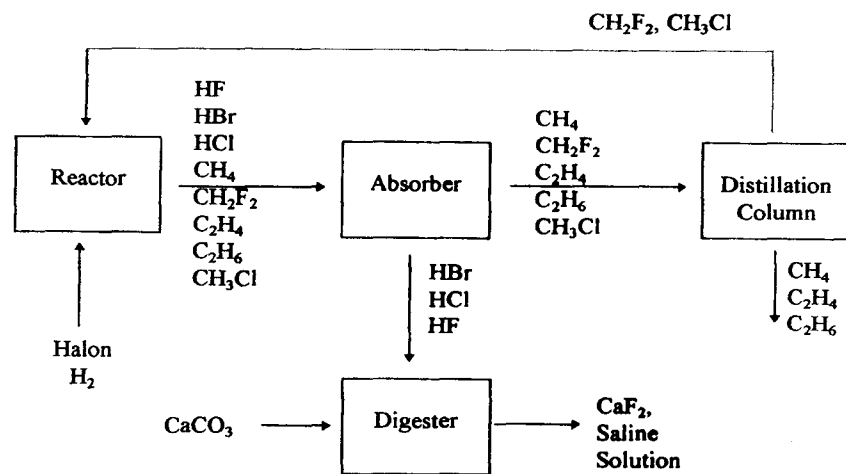 CH₂F₂, CH₃Cl
HF
HBr
HCl
CH₄
CH₂F₂
C₂H₄
C₂H₆
CH₃Cl
Reactor
Absorber
CH₄
CH₂F₂
C₂H₄
C₂H₆
CH₃Cl
Distillation
Column
Halon
H₂
HBr
HCl
HF
CH₄
C₂H₄
C₂H₆
CaCO₃
Digester
CaF₂,
Saline
Solution